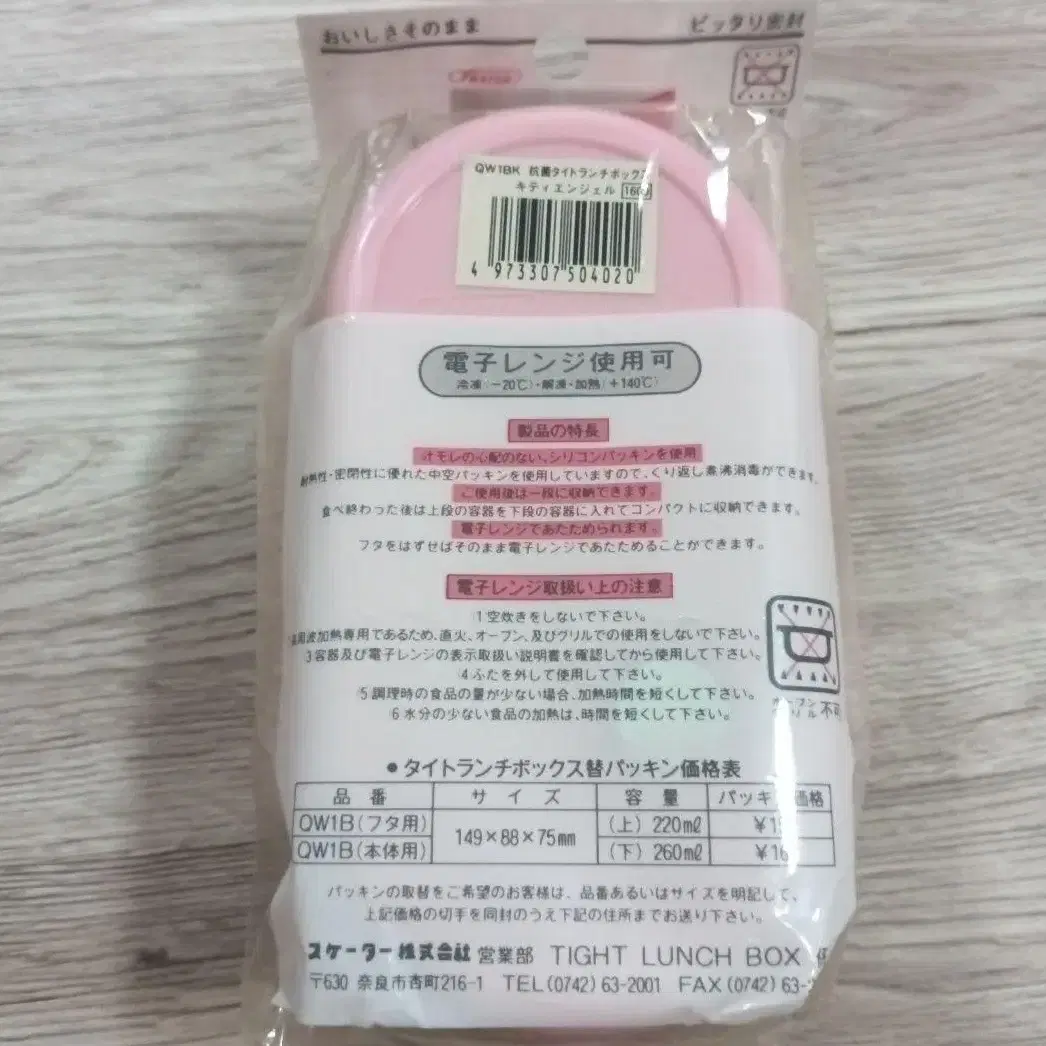 おいしさそのまま
ピッタリ密封
QW1BK 抗菌タイトランチボックス
キティエンジェル 1600
4 973307 504020
電子レンジ使用可
冷凍(−20℃)・解凍・加熱(+140℃)
製品の特長
オモレの心配のない、シリコンパッキンを使用
耐熱性・密閉性に優れた中空パッキンを使用していますので、くり返し煮沸消毒ができます。
ご使用後は一段に収納できます。
食べ終わった後は上段の容器を下段の容器に入れてコンパクトに収納できます。
電子レンジであたためられます。
フタをはずせばそのまま電子レンジであたためることができます。
電子レンジ取扱い上の注意
1空炊きをしないで下さい。
高周波加熱専用であるため、直火、オーブン、及びグリルでの使用をしないで下さい。
3容器及び電子レンジの表示取扱い説明書を確認してから使用して下さい。
4ふたを外して使用して下さい。
5調理時の食品の量が少ない場合、加熱時間を短くして下さい。
6水分の少ない食品の加熱は、時間を短くして下さい。
オーブン
グリル 不可
●タイトランチボックス替パッキン価格表
品番 サイズ 容量 パッキン価格
QW1B(フタ用) 149×88×75mm (上) 220mℓ
QW1B(本体用) (下) 260mℓ
パッキンの取替をご希望のお客様は、品番あるいはサイズを明記して、
上記価格の切手を同封のうえ下記の住所までお送り下さい。
スケーター株式会社 営業部 TIGHT LUNCH BOX
〒630 奈良市杏町216-1 TEL(0742)63-2001 FAX(0742)63-